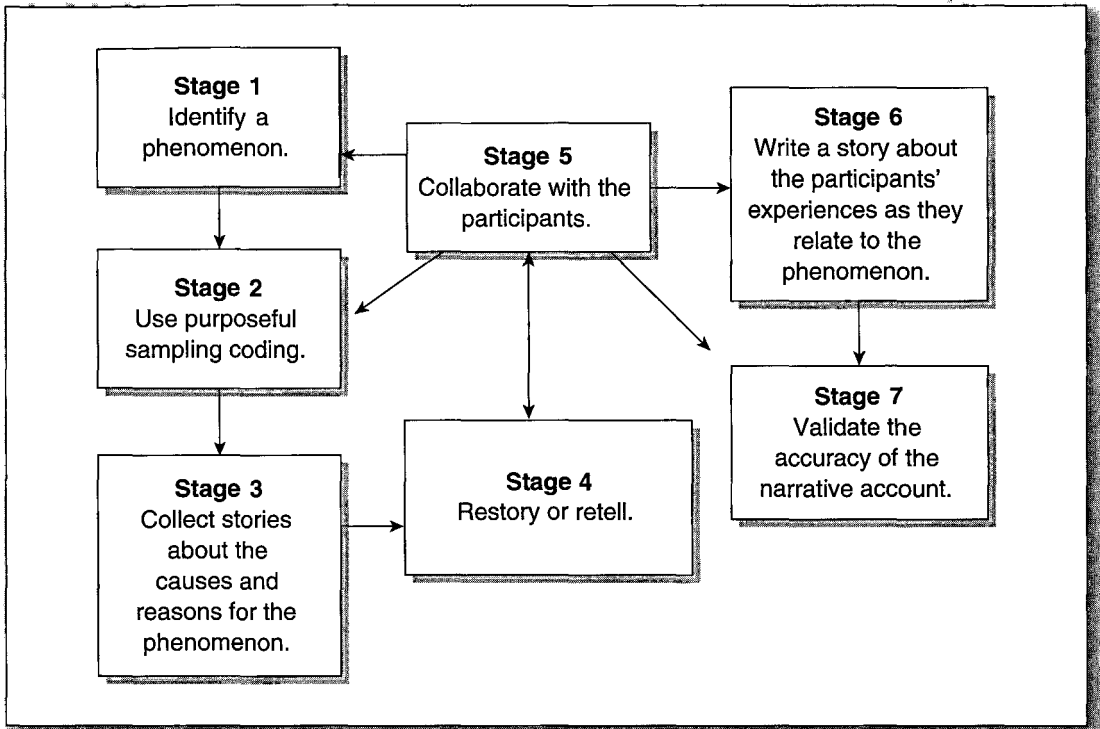 Stage 1
Identify a
phenomenon.
Stage 2
Use purposeful
sampling coding.
Stage 3
Collect stories
about the
causes and
reasons for the
phenomenon.
Stage 4
Restory or retell.
Stage 5
Collaborate with the
participants.
Stage 6
Write a story about
the participants'
experiences as they
relate to the
phenomenon.
Stage 7
Validate the
accuracy of the
narrative account.